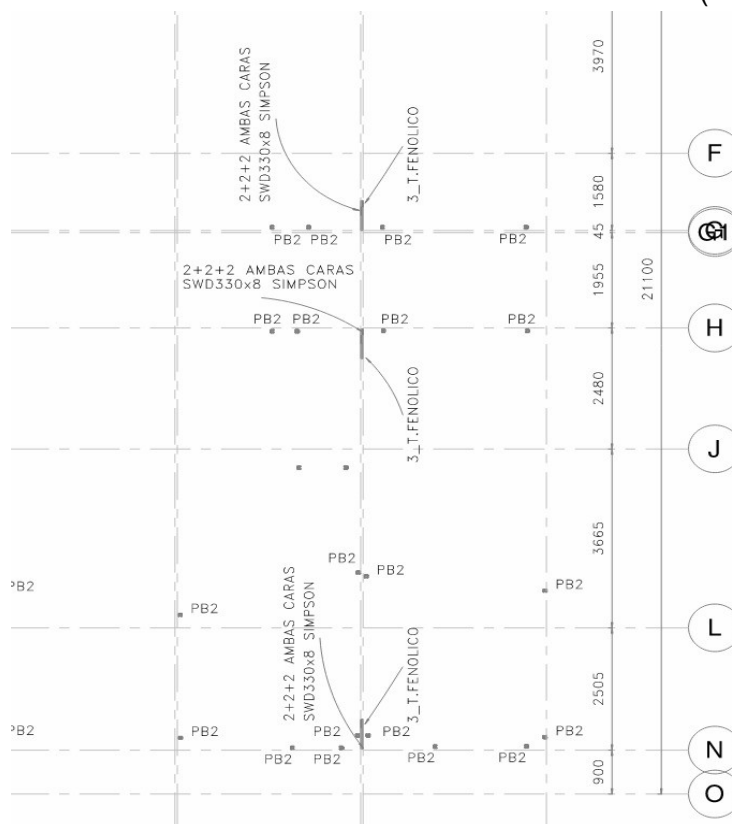 (
3970
2+2+2 AMBAS CARAS
SWD330x8 SIMPSON
3_T.FENOLICO
F
1580
PB2 PB2 PB2 PB2
45
2+2+2 AMBAS CARAS
SWD330x8 SIMPSON
1955
21100
PB2 PB2 PB2 PB2
H
2480
3_T.FENOLICO
J
3665
PB2 PB2
PB2
PB2
2+2+2 AMBAS CARAS
SWD330x8 SIMPSON
L
3_T.FENOLICO
2505
PB2
PB2
PB2 PB2
PB2
PB2 PB2 PB2 PB2
N
900
O